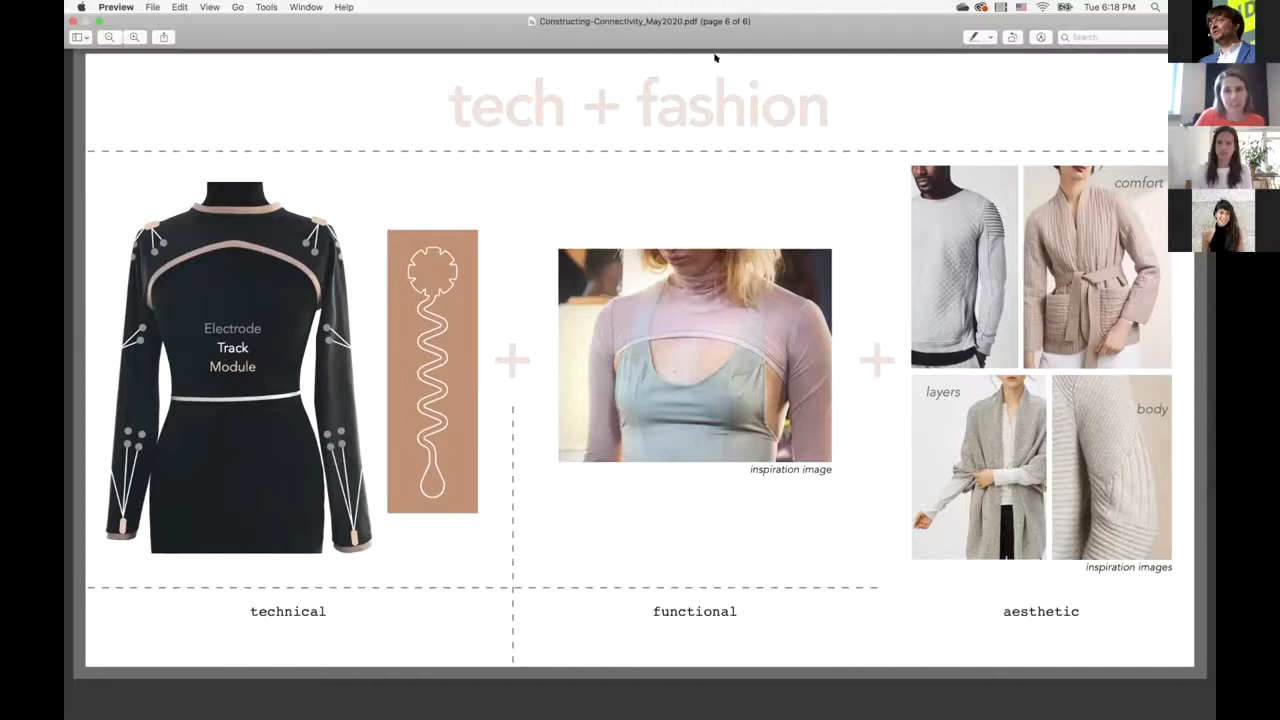 Preview File Edit View Go Tools Window Help Tue 6:18 PM
Constructing-Connectivity_May2020.pdf (page 6 of 6)
Search
tech + fashion
comfort
Electrode
Track
Module
+
+
layers
body
inspiration image
inspiration images
technical
functional
aesthetic